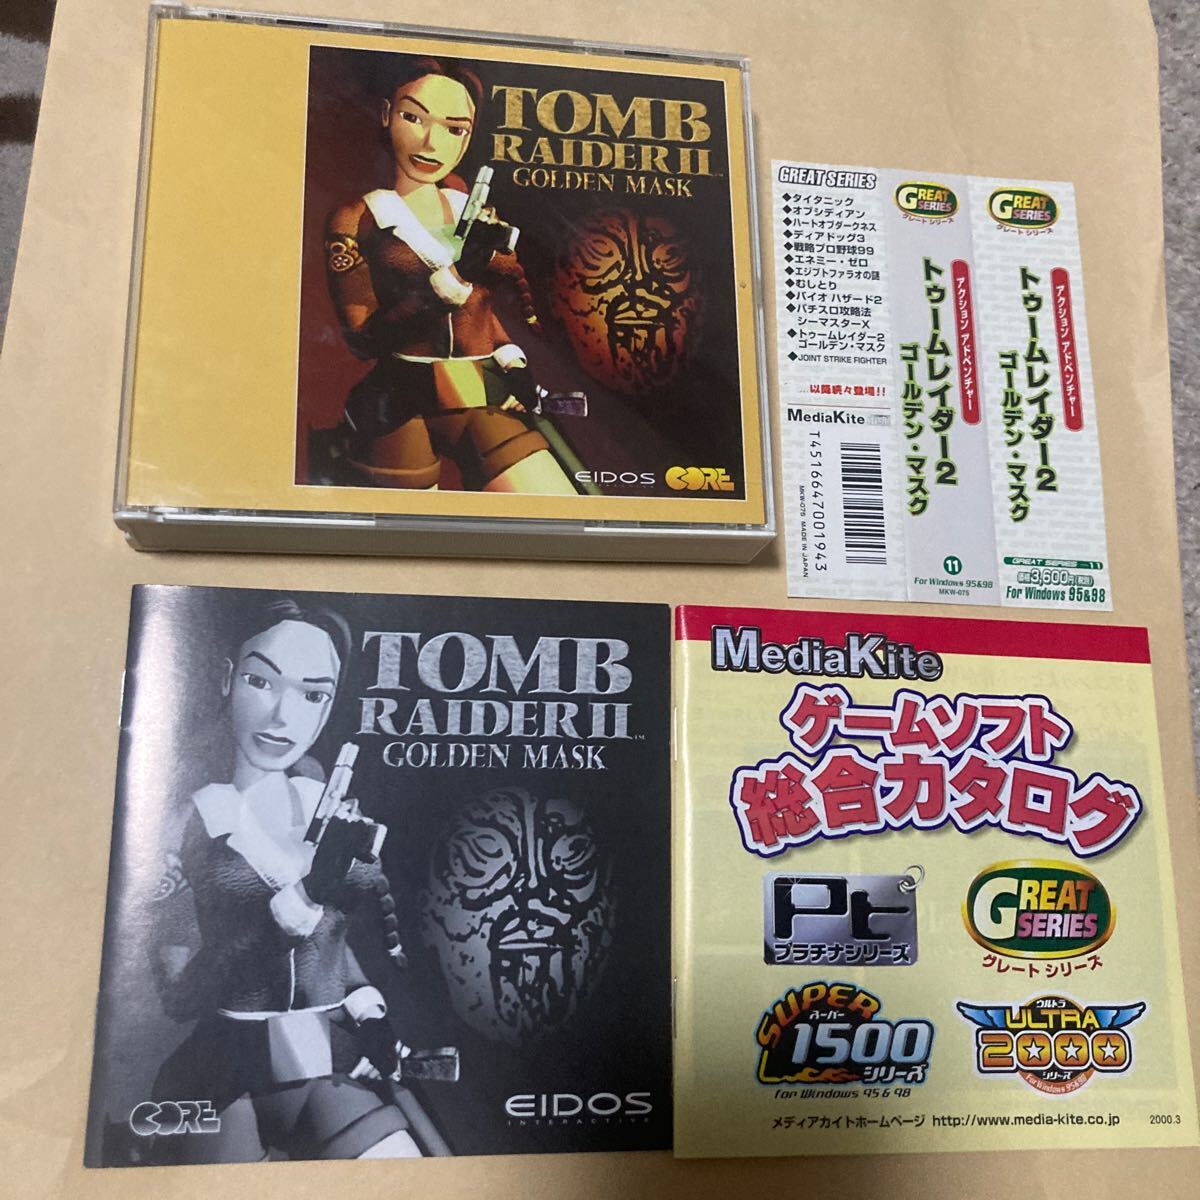 TOMB
RAIDER II™
GOLDEN MASK
EIDOS
CORE
GREAT SERIES
◆タイタニック
◆オブシディアン
◆ハートオブダークネス
◆ディアドッグ3
◆戦略プロ野球99
◆エネミー・ゼロ
◆エジプトファラオの謎
◆むしとり
◆バイオ ハザード2
◆パチスロ攻略法
シーマスターX
◆トゥームレイダー2
ゴールデン・マスク
◆JOINT STRIKE FIGHTER
…以降続々登場!!
MediaKite
T4516647001943
MKW-075 MADE IN JAPAN
GREAT
SERIES
グレート シリーズ
アクション アドベンチャー
トゥームレイダー2
ゴールデン・マスク
11
For Windows 95&98
MKW-075
GREAT
SERIES
グレート シリーズ
アクション アドベンチャー
トゥームレイダー2
ゴールデン・マスク
GREAT SERIES —11
価格3,600円(税別)
For Windows 95&98
TOMB
RAIDER II™
GOLDEN MASK
CORE
EIDOS
INTERACTIVE
MediaKite
ゲームソフト
総合カタログ
Pt
プラチナシリーズ
GREAT
SERIES
グレート シリーズ
SUPER
スーパー
1500
シリーズ
for Windows 95 & 98
ウルトラ
ULTRA
2000
シリーズ
for Windows 95&98
メディアカイトホームページ http://www.media-kite.co.jp
2000.3